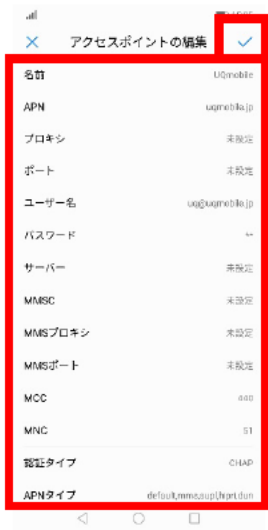 アクセスポイントの編集
名前 UQmobile
APN uqmobile.jp
プロキシ 未設定
ポート 未設定
ユーザー名 uq@uqmobile.jp
パスワード
サーバー 未設定
MMSC 未設定
MMSプロキシ 未設定
MMSポート 未設定
MCC 440
MNC 51
認証タイプ CHAP
APNタイプ default,mms,supl,hipri,dun